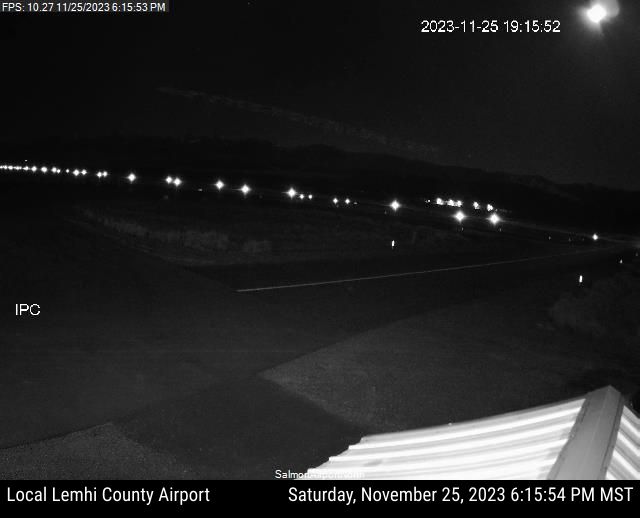 FPS: 10.27 11/25/2023 6:15:53 PM
2023-11-25 19:15:52
IPC
Local Lemhi County Airport
Saturday, November 25, 2023 6:15:54 PM MST